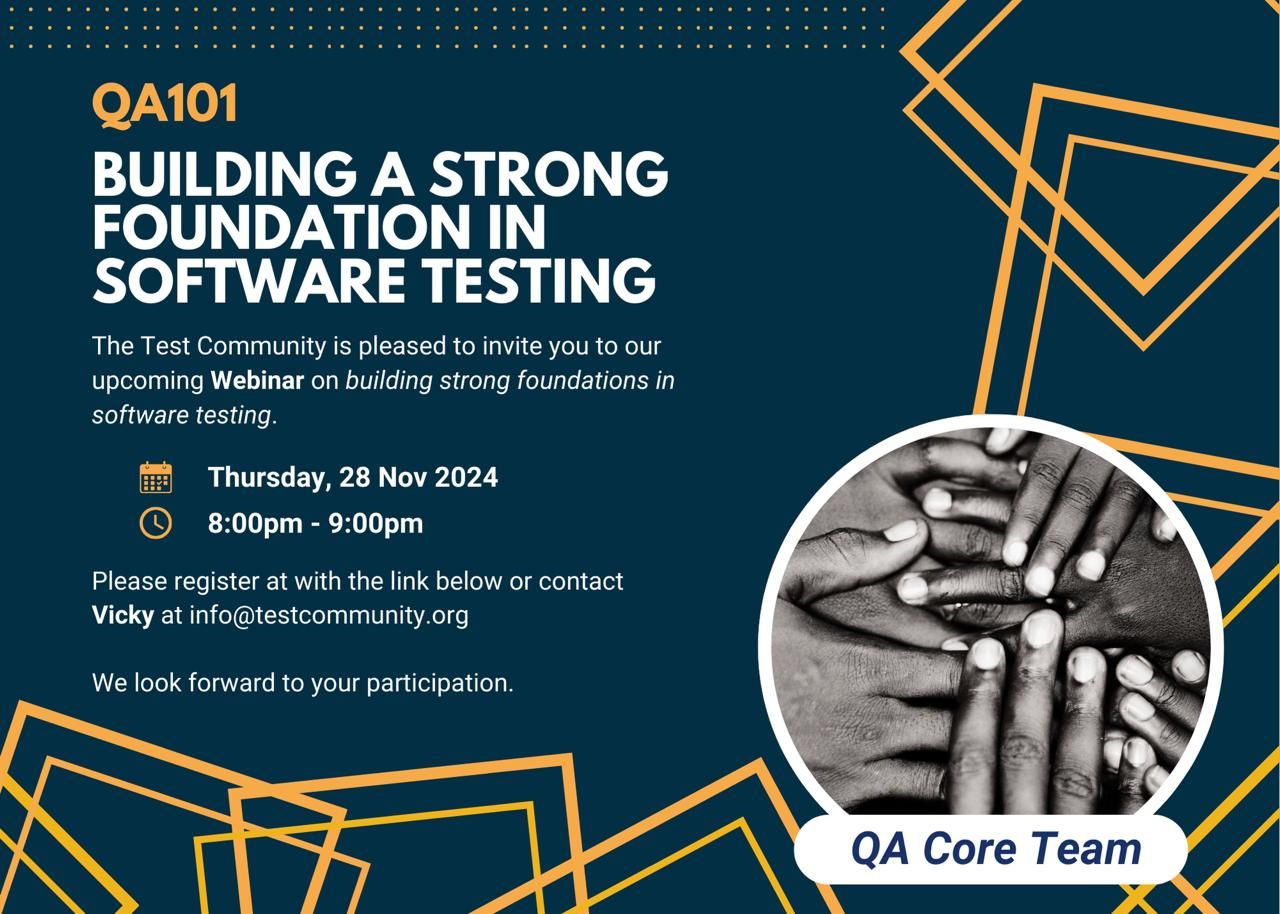 QA101
BUILDING A STRONG
FOUNDATION IN
SOFTWARE TESTING
The Test Community is pleased to invite you to our
upcoming Webinar on building strong foundations in
software testing.
Thursday, 28 Nov 2024
8:00pm - 9:00pm
Please register at with the link below or contact
Vicky at info@testcommunity.org
We look forward to your participation.
QA Core Team